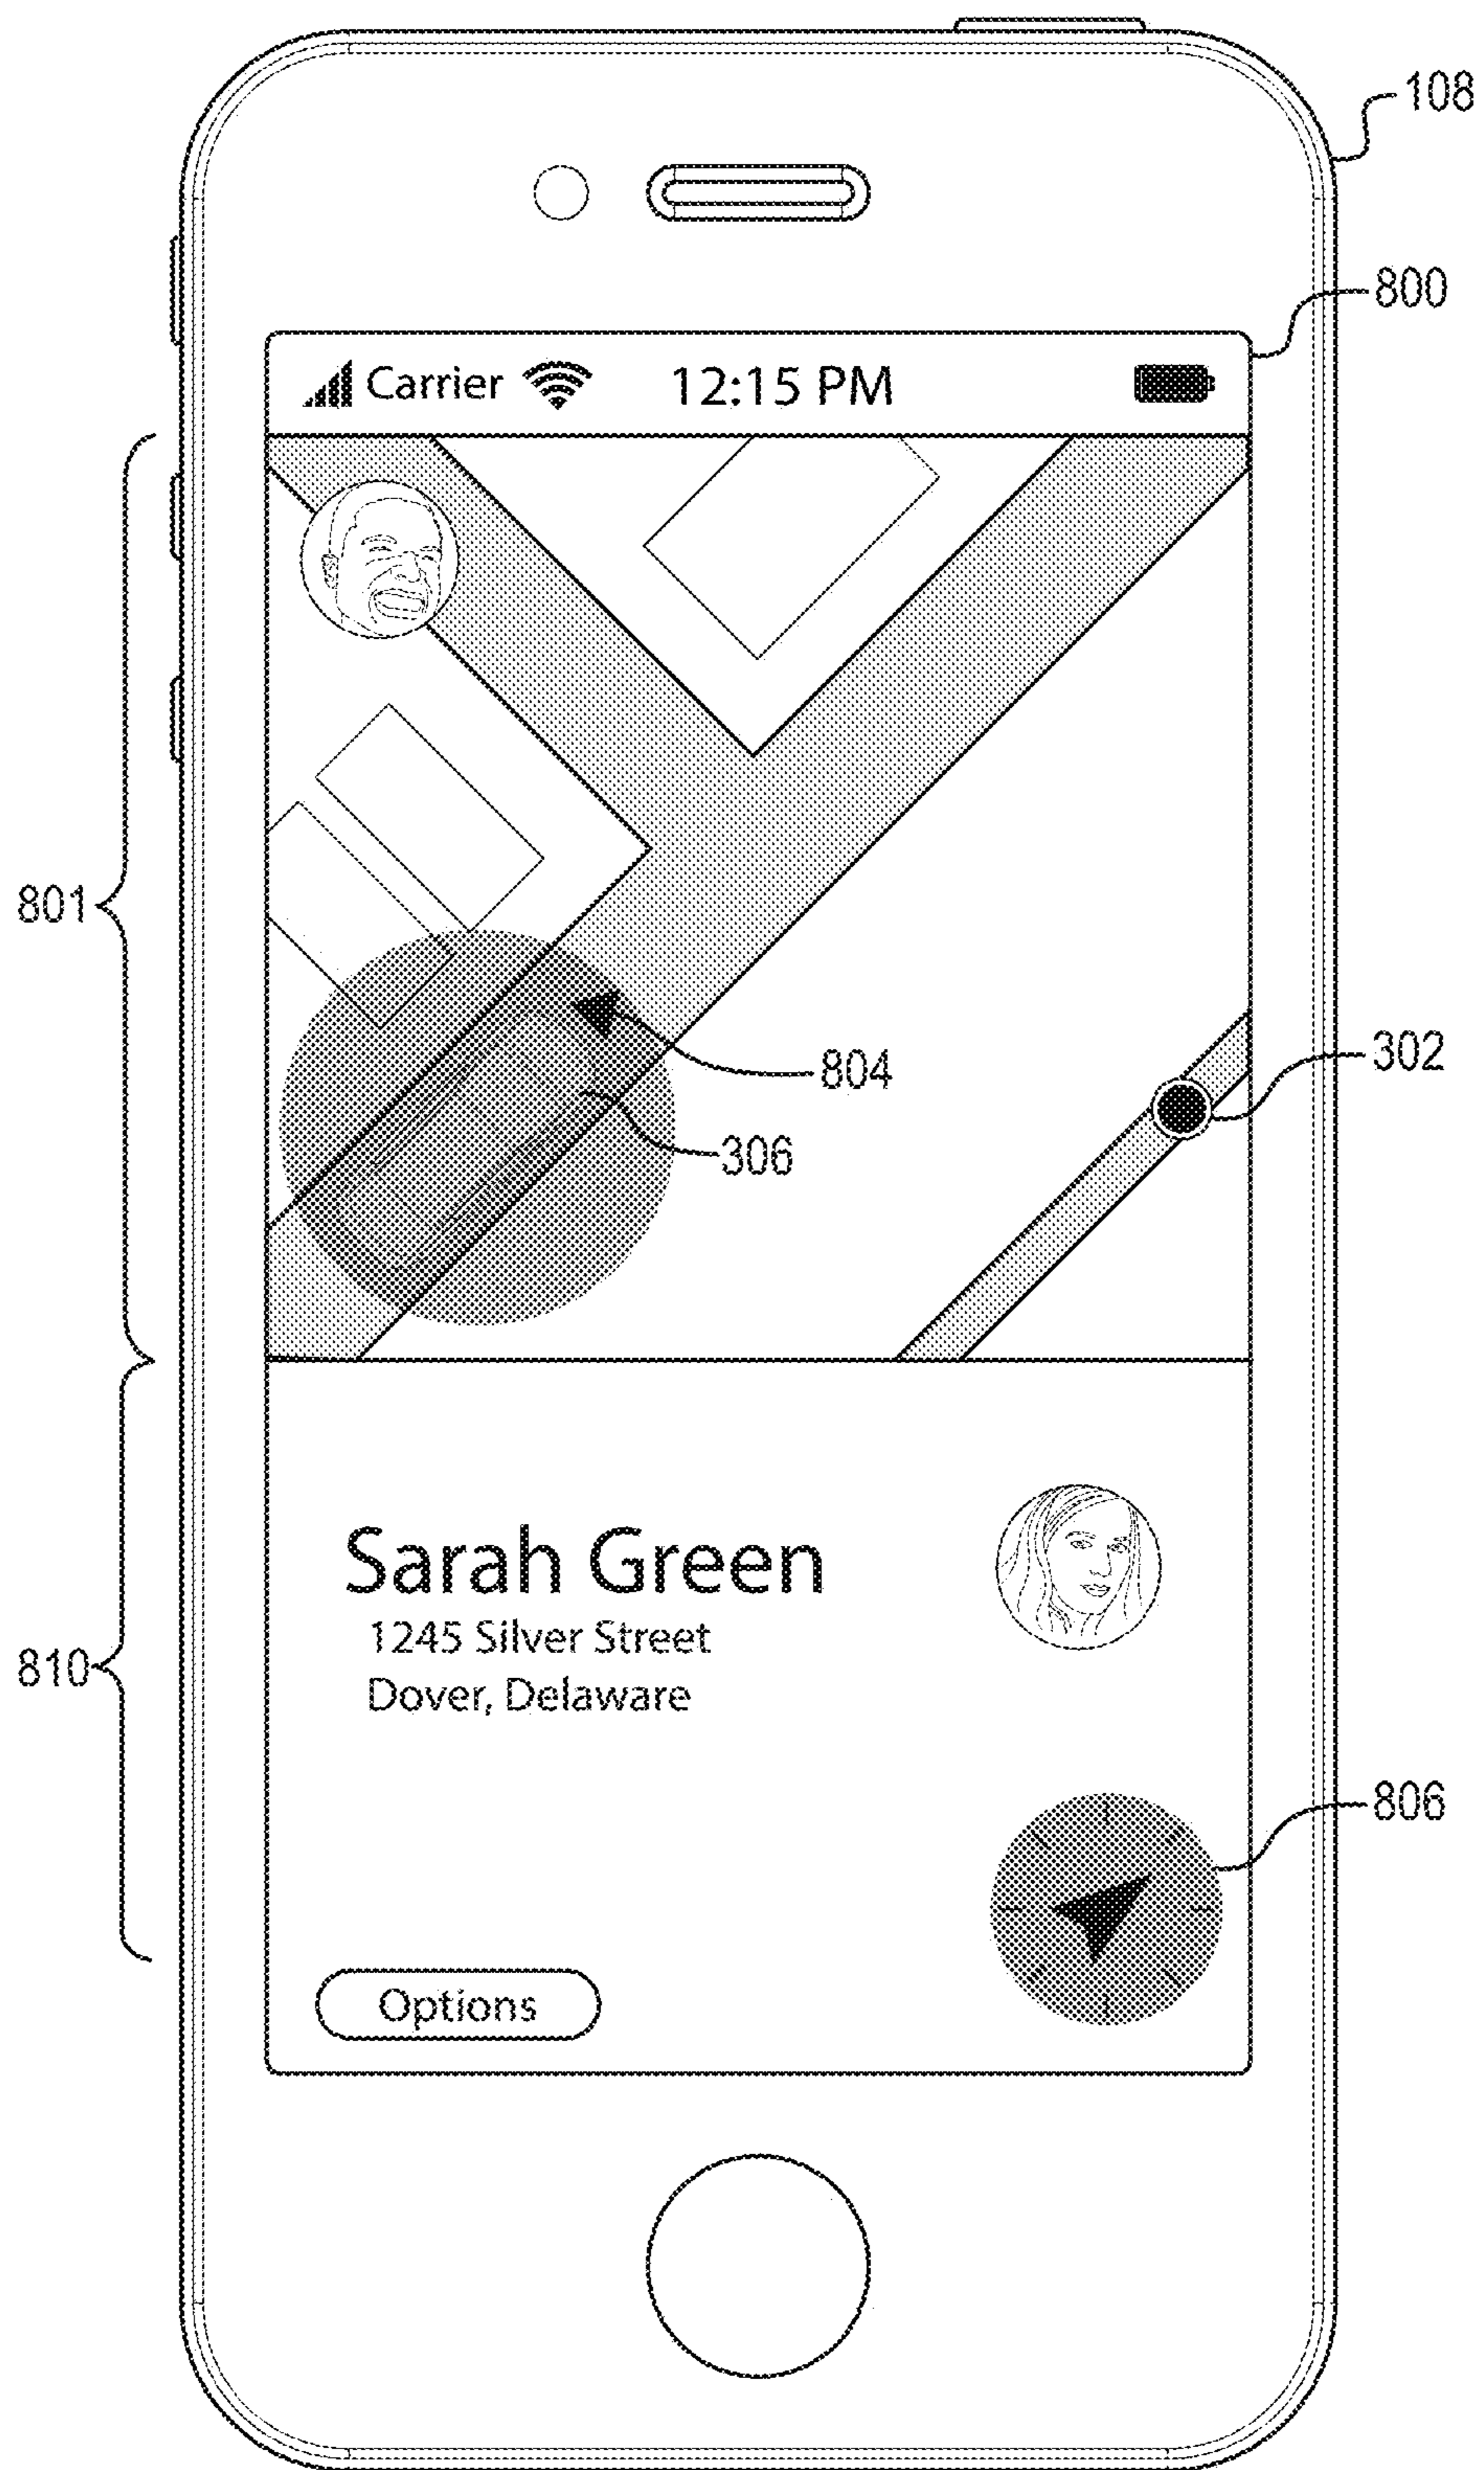 108
800
Carrier 12:15 PM
801
804
302
306
Sarah Green
1245 Silver Street
Dover, Delaware
810
806
Options